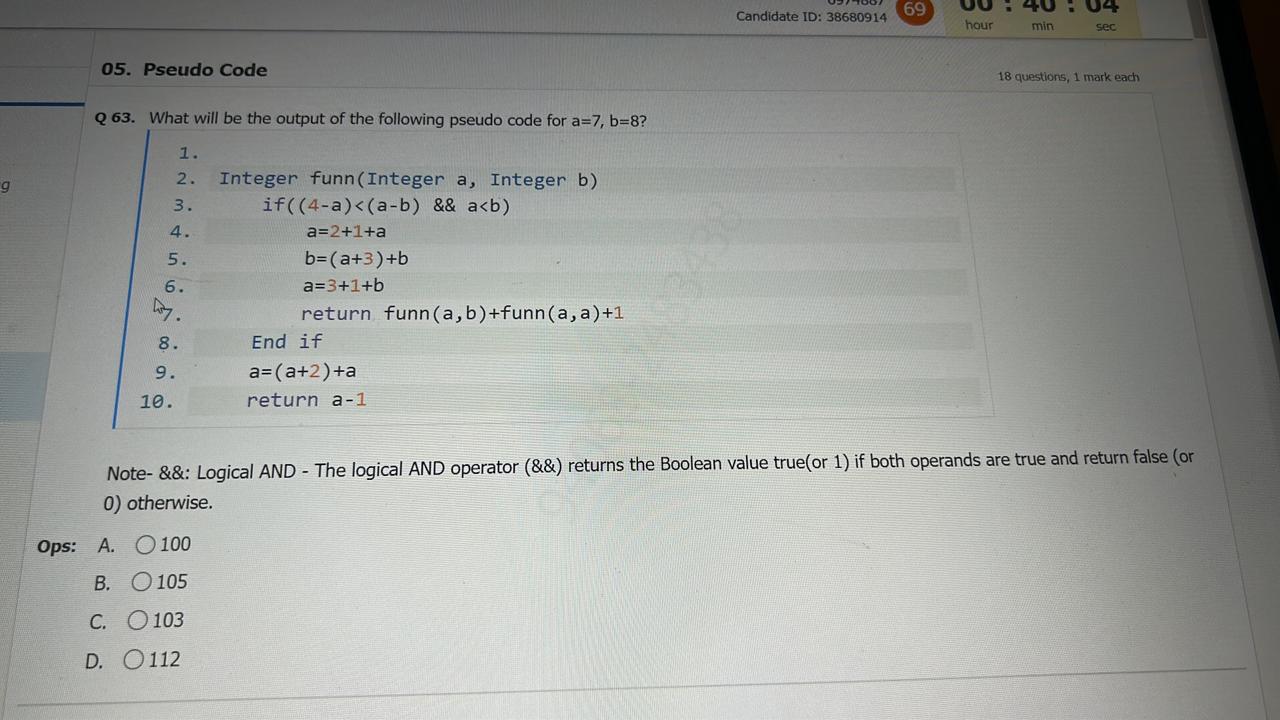 Candidate ID: 38680914
69
00 : 40 : 04
hour min sec
05. Pseudo Code
18 questions, 1 mark each
g
Q 63. What will be the output of the following pseudo code for a=7, b=8?
1.
2. Integer funn(Integer a, Integer b)
3. if((4-a)<(a-b) && a<b)
4. a=2+1+a
5. b=(a+3)+b
6. a=3+1+b
7. return funn(a,b)+funn(a,a)+1
8. End if
9. a=(a+2)+a
10. return a-1
Note- &&: Logical AND - The logical AND operator (&&) returns the Boolean value true(or 1) if both operands are true and return false (or
0) otherwise.
Ops: A. 100
B. 105
C. 103
D. 112